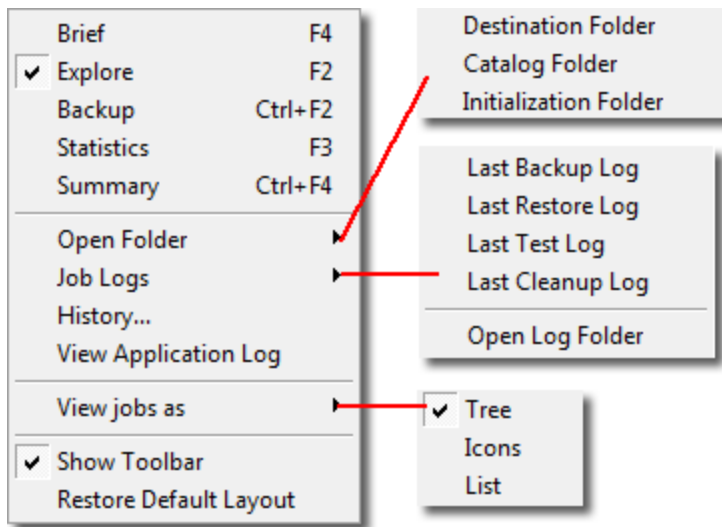 Brief F4
Explore F2
Backup Ctrl+F2
Statistics F3
Summary Ctrl+F4
Open Folder
Job Logs
History...
View Application Log
View jobs as
Show Toolbar
Restore Default Layout
Destination Folder
Catalog Folder
Initialization Folder
Last Backup Log
Last Restore Log
Last Test Log
Last Cleanup Log
Open Log Folder
Tree
Icons
List